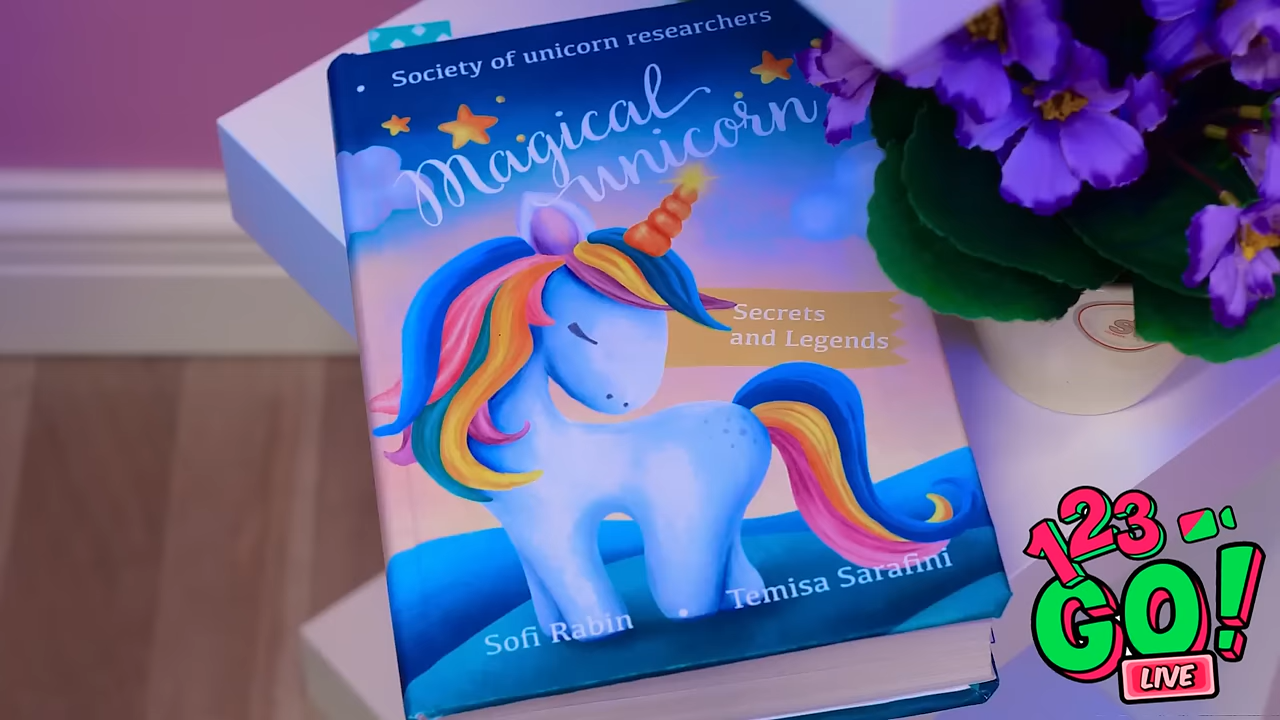 Society of unicorn researchers
Magical
unicorn
Secrets
and Legends
Sofi Rabin
Temisa Sarafini
123
GO!
LIVE